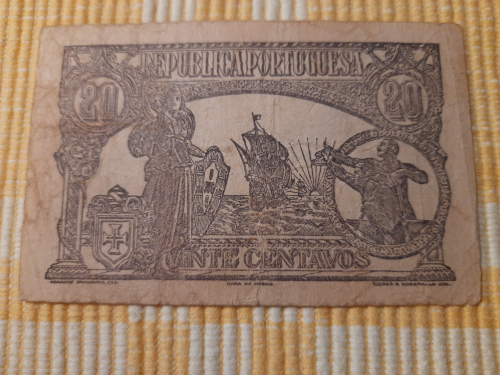 REPUBLICA PORTUGUESA
20 20
VINTE CENTAVOS